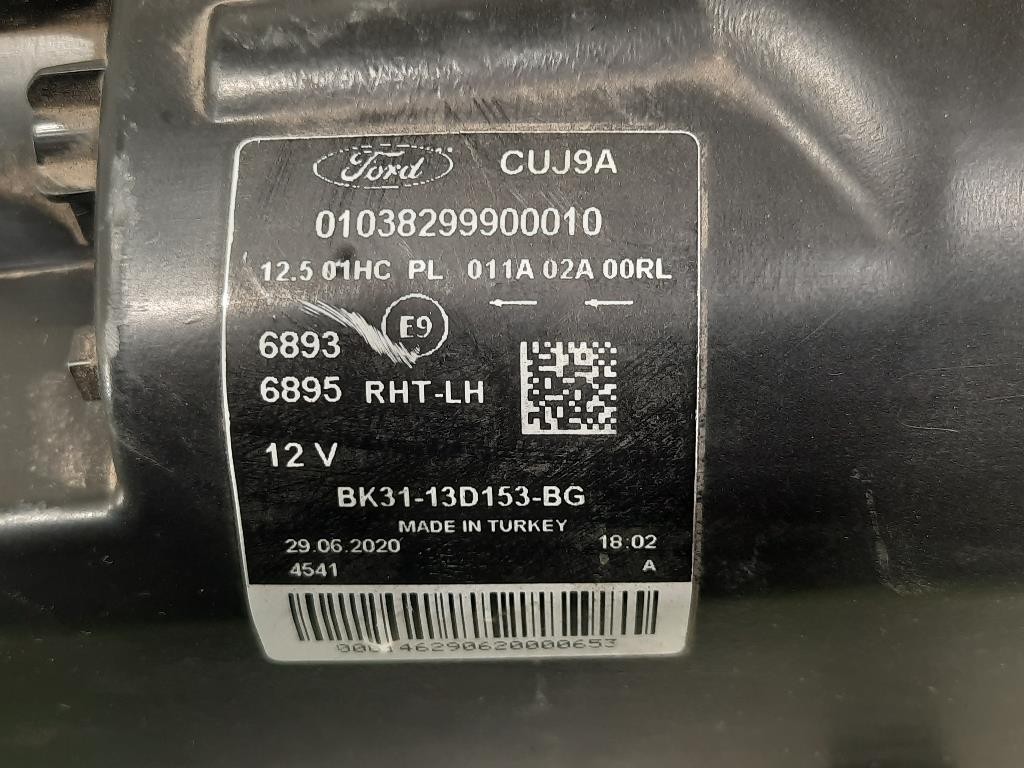 Ford CUJ9A
01038299900010
12.5 01HC PL 011A 02A 00RL
E9
6893
6895 RHT-LH
12 V
BK31-13D153-BG
MADE IN TURKEY
29.06.2020 18:02
4541 A